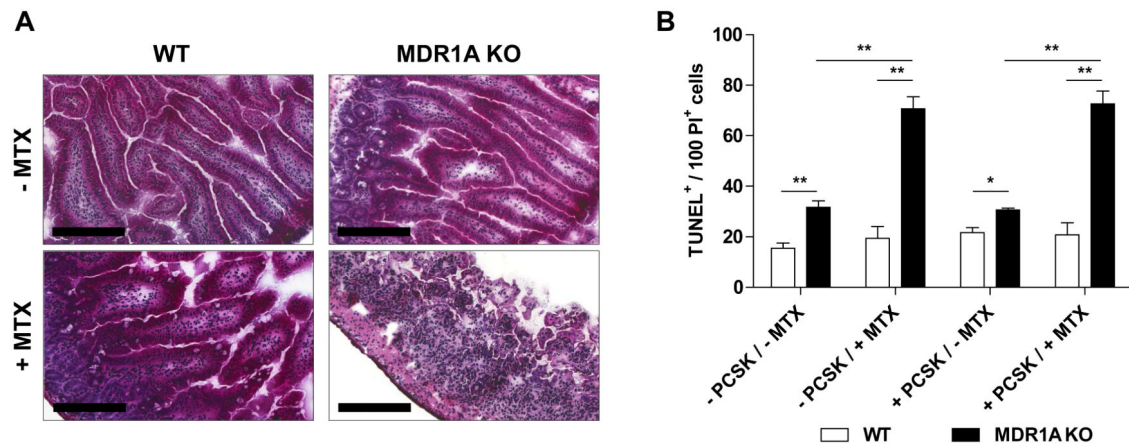 A
WT
MDR1A KO
- MTX
+ MTX
B
TUNEL⁺ / 100 PI⁺ cells
100
80
60
40
20
0
**
**
**
**
**
*
- PCSK / - MTX
- PCSK / + MTX
+ PCSK / - MTX
+ PCSK / + MTX
WT
MDR1A KO